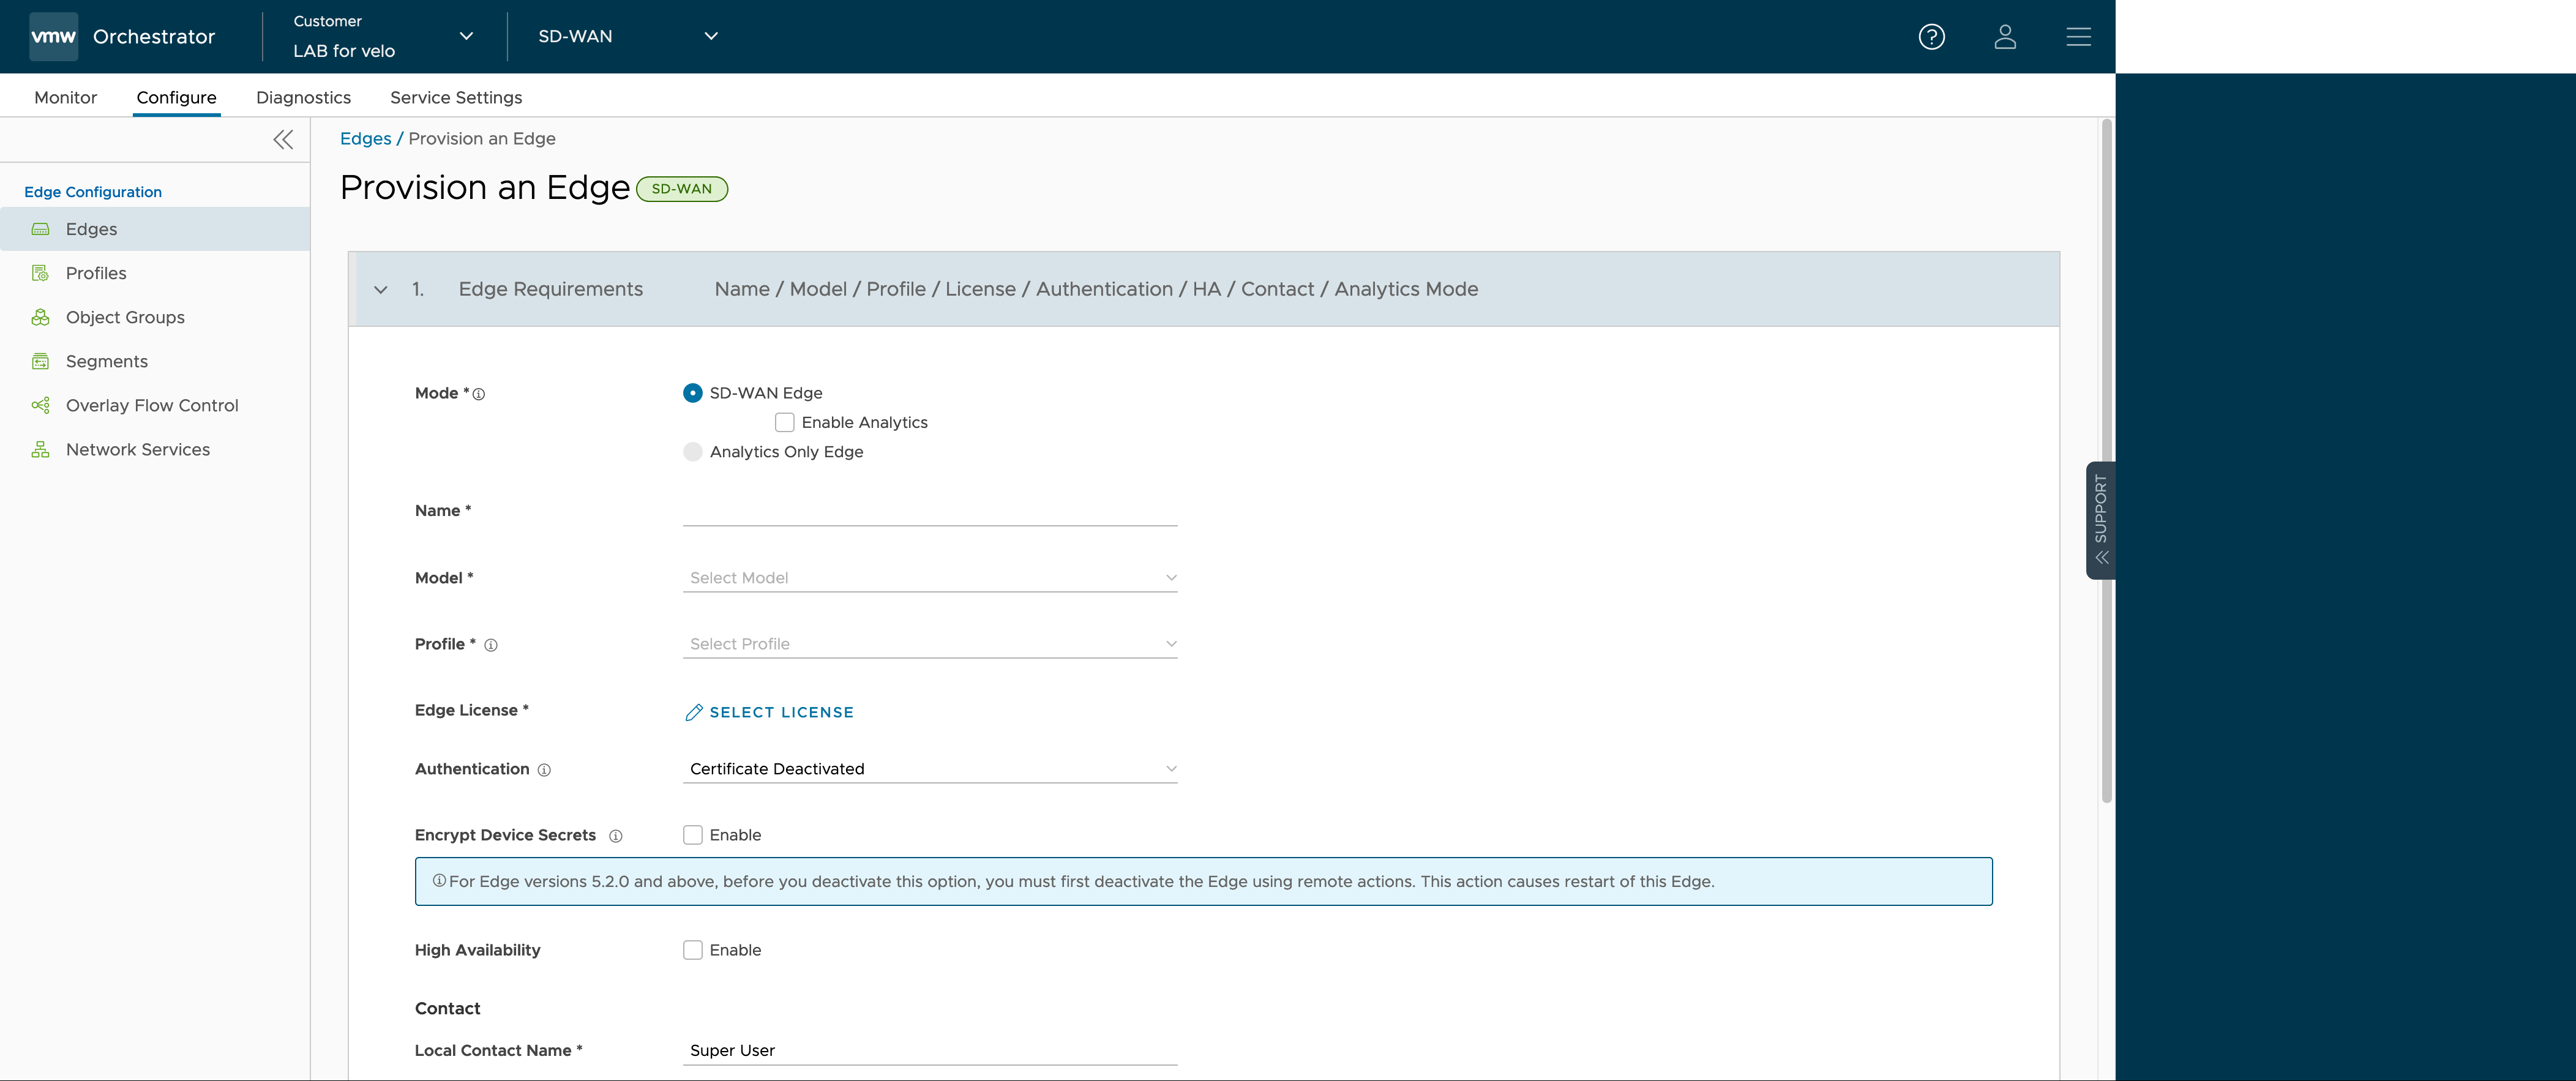 vmw Orchestrator
Customer
LAB for velo
SD-WAN
Monitor Configure Diagnostics Service Settings
Edge Configuration
Edges
Profiles
Object Groups
Segments
Overlay Flow Control
Network Services
Edges / Provision an Edge
Provision an Edge SD-WAN
1. Edge Requirements Name / Model / Profile / License / Authentication / HA / Contact / Analytics Mode
Mode * SD-WAN Edge
Enable Analytics
Analytics Only Edge
Name *
Model * Select Model
Profile * Select Profile
Edge License * SELECT LICENSE
Authentication Certificate Deactivated
Encrypt Device Secrets Enable
For Edge versions 5.2.0 and above, before you deactivate this option, you must first deactivate the Edge using remote actions. This action causes restart of this Edge.
High Availability Enable
Contact
Local Contact Name * Super User
SUPPORT